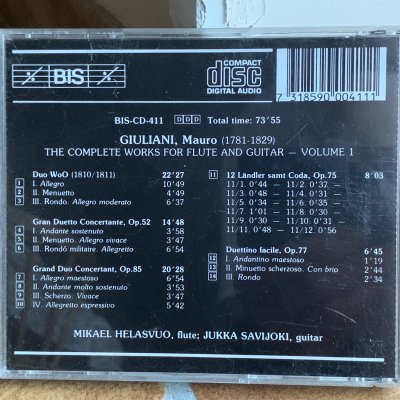 BIS
COMPACT
disc
DIGITAL AUDIO
7 318590 004111
BIS-CD-411 DDD Total time: 73'55
GIULIANI, Mauro (1781-1829)
THE COMPLETE WORKS FOR FLUTE AND GUITAR – VOLUME 1
Duo WoO (1810/1811) 22'27
1 I. Allegro 10'49
2 II. Menuetto 4'49
3 III. Rondo. Allegro moderato 6'37
Gran Duetto Concertante, Op.52 14'48
4 I. Andante sostenuto 5'33
5 II. Menuetto. Allegro vivace 3'47
6 III. Rondó militare. Allegretto 5'54
Grand Duo Concertant, Op.85 20'28
7 I. Allegro maestoso 6'54
8 II. Andante molto sostenuto 3'53
9 III. Scherzo. Vivace 3'47
10 IV. Allegretto espressivo 5'42
11 12 Ländler samt Coda, Op.75 8'03
11/1. 0'44 – 11/2. 0'37 –
11/3. 0'48 – 11/4. 0'31 –
11/5. 0'34 – 11/6. 0'35 –
11/7. 1'01 – 11/8. 0'30 –
11/9. 0'31 – 11/10. 0'30 –
11/11. 0'48 – 11/12. 0'56
Duettino facile, Op.77 6'45
12 I. Andantino maestoso 1'19
13 II. Minuetto scherzoso. Con brio 2'44
14 III. Rondo 2'34
MIKAEL HELASVUO, flute; JUKKA SAVIJOKI, guitar